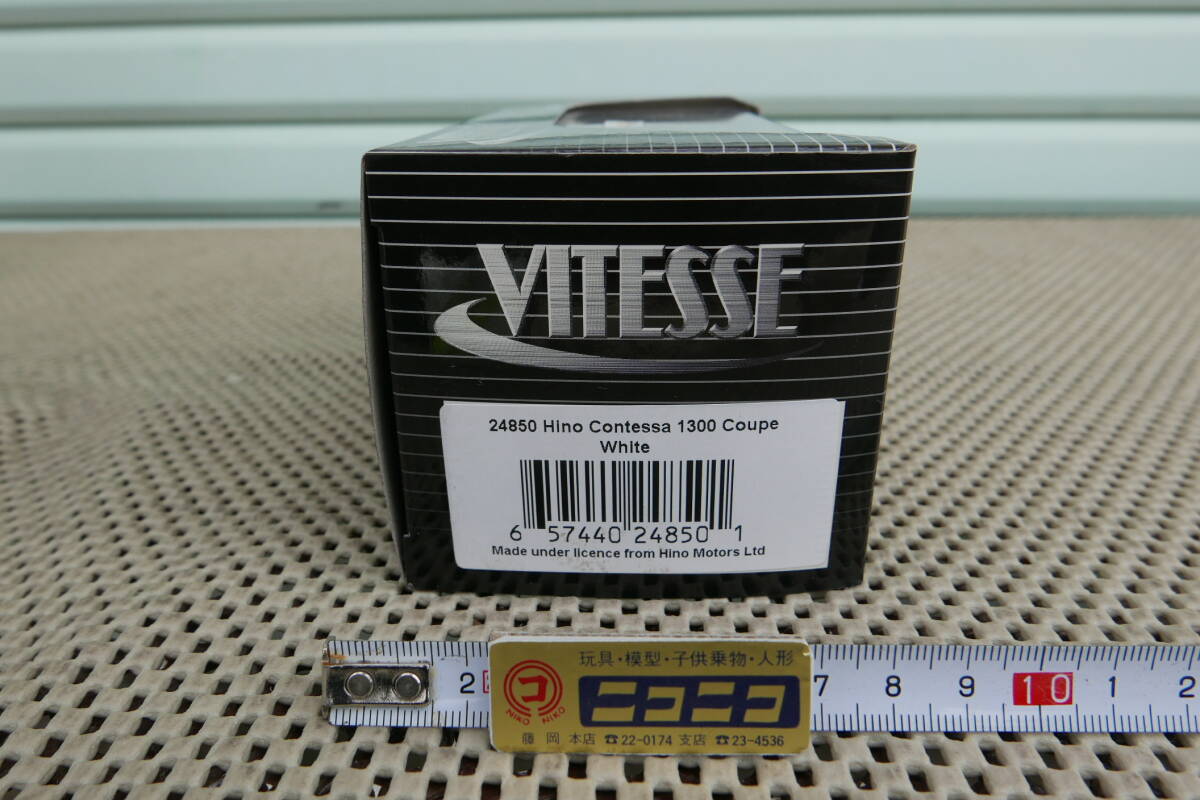 VITESSE
24850 Hino Contessa 1300 Coupe
White
6 57440 24850 1
Made under licence from Hino Motors Ltd
玩具・模型・子供乗物・人形
コ
NIKO NIKO
ニコニコ
藤岡 本店 ☎22-0174 支店 ☎23-4536
2 7 8 9 10 1 2